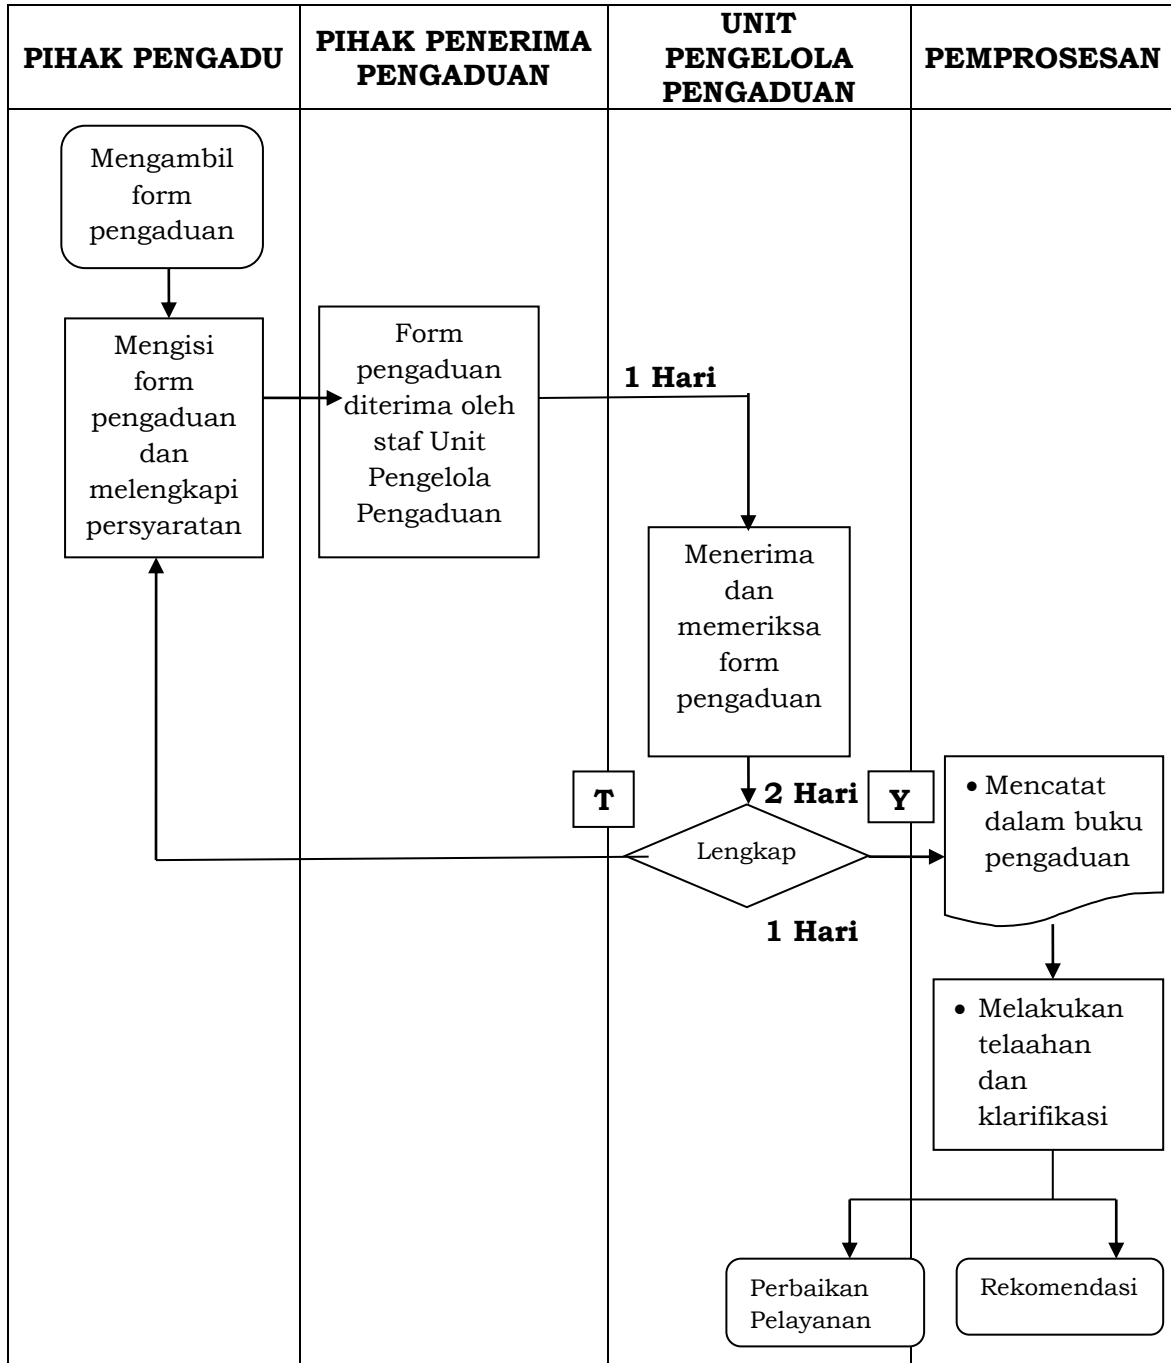 PIHAK PENGADU
PIHAK PENERIMA
PENGADUAN
UNIT
PENGELOLA
PENGADUAN
PEMPROSESAN
Mengambil
form
pengaduan
Mengisi
form
pengaduan
dan
melengkapi
persyaratan
Form
pengaduan
diterima oleh
staf Unit
Pengelola
Pengaduan
1 Hari
Menerima
dan
memeriksa
form
pengaduan
T
2 Hari
Y
Lengkap
1 Hari
• Mencatat
dalam buku
pengaduan
• Melakukan
telaahan
dan
klarifikasi
Perbaikan
Pelayanan
Rekomendasi